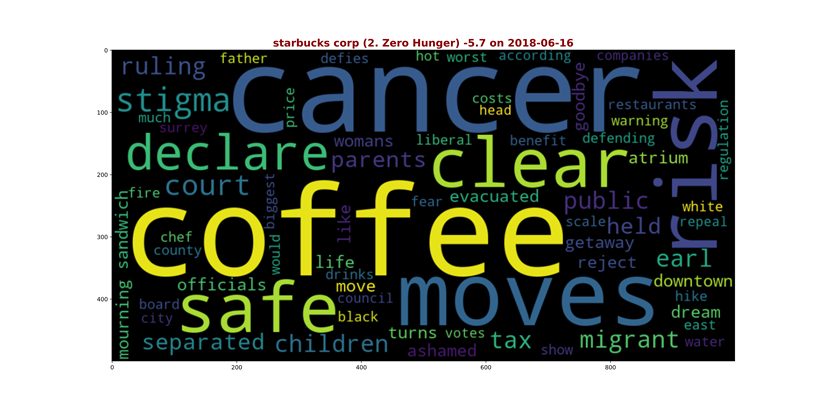 starbucks corp (2. Zero Hunger) -5.7 on 2018-06-16
0
100
200
300
400
0
200
400
600
800
father
defies
hot
worst
according
companies
ruling
cancer
goodbye
risk
stigma
price
costs
head
restaurants
much
surrey
warning
regulation
declare
womans
liberal
benefit
defending
parents
clear
atrium
court
biggest
fear
evacuated
public
white
fire
sandwich
coffee
like
scale
held
repeal
chef
county
would
getaway
life
reject
earl
drinks
officials
move
moves
downtown
mourning
board
safe
council
hike
city
black
dream
turns
votes
east
separated
children
ashamed
tax
show
migrant
water